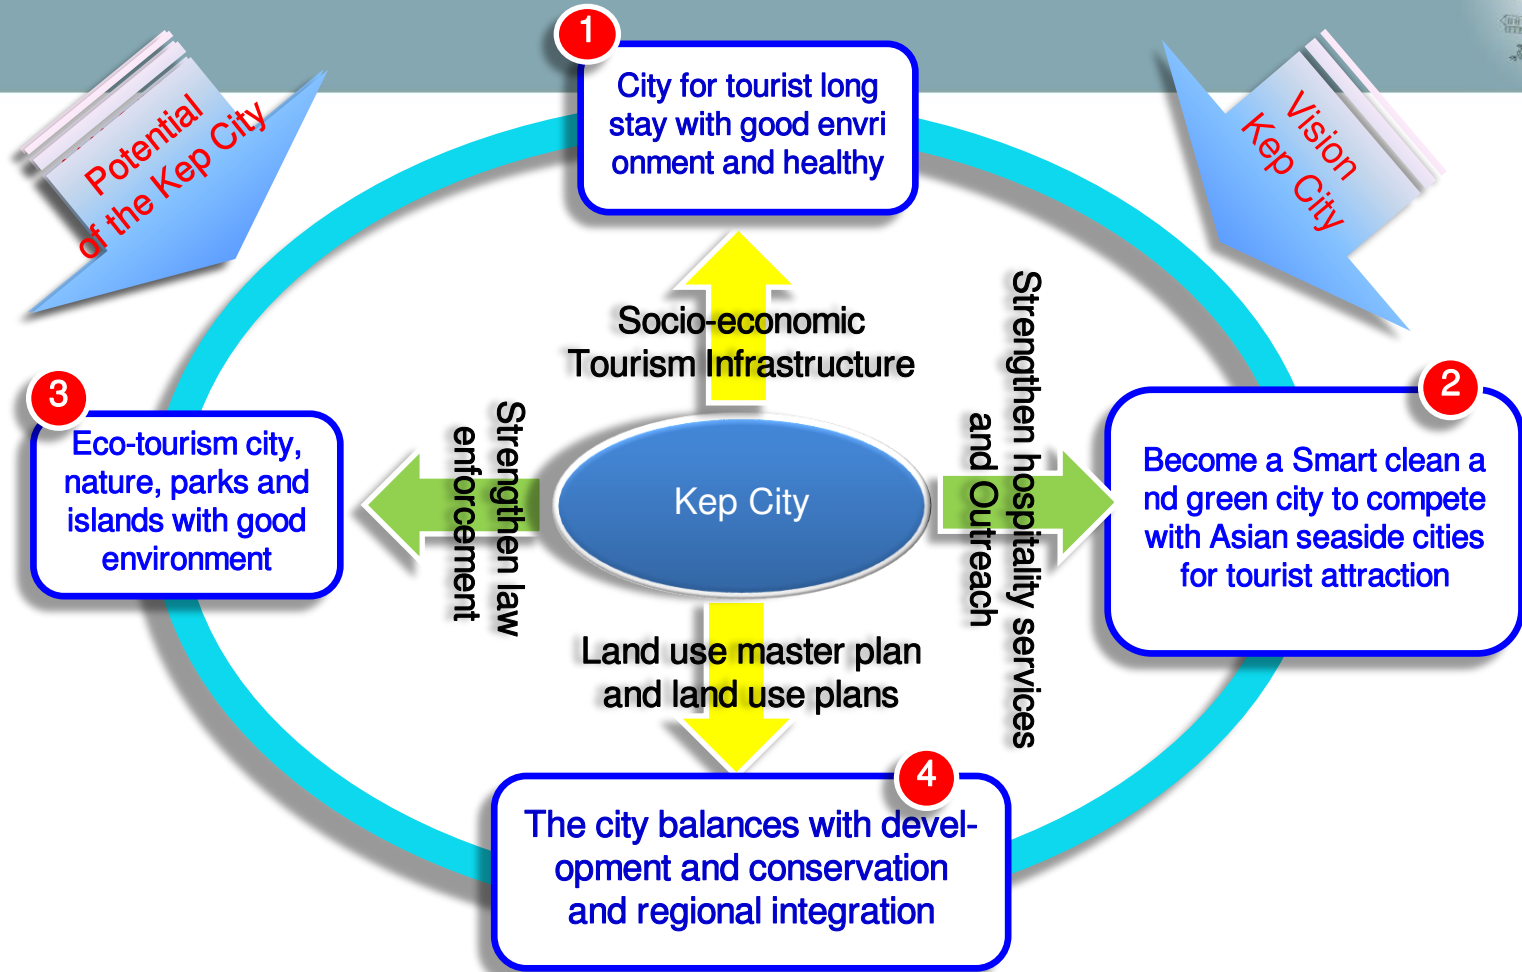 1
City for tourist long
stay with good envri
onment and healthy
Potential
of the Kep City
Vision
Kep City
Socio-economic
Tourism Infrastructure
3
Eco-tourism city,
nature, parks and
islands with good
environment
Strengthen law
enforcement
Kep City
Strengthen hospitality services
and Outreach
2
Become a Smart clean a
nd green city to compete
with Asian seaside cities
for tourist attraction
Land use master plan
and land use plans
4
The city balances with devel-
opment and conservation
and regional integration